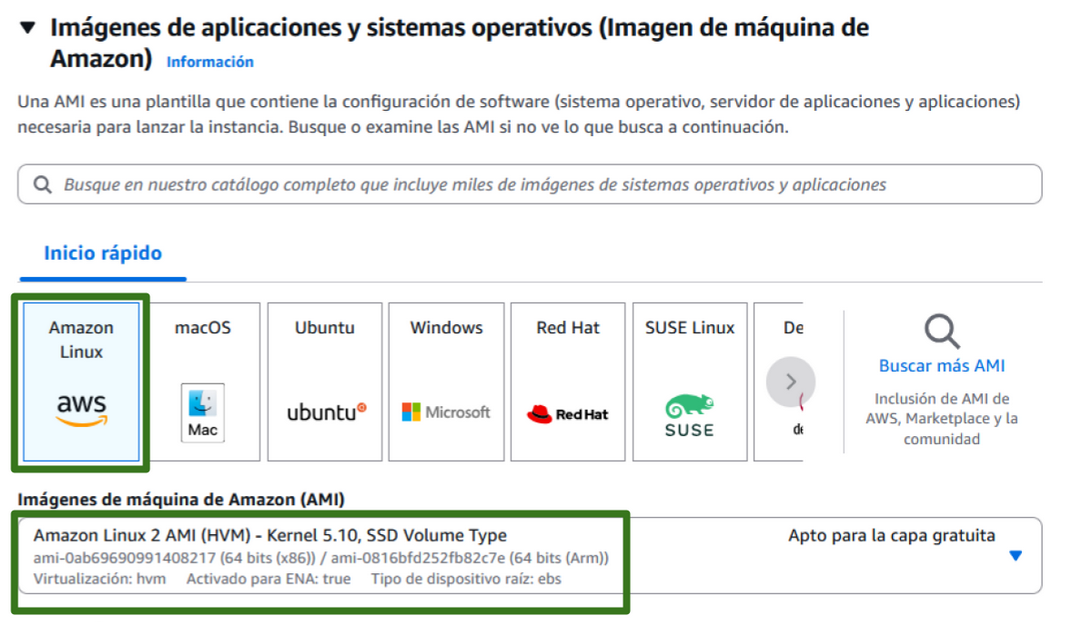 ▼ Imágenes de aplicaciones y sistemas operativos (Imagen de máquina de
Amazon) Información
Una AMI es una plantilla que contiene la configuración de software (sistema operativo, servidor de aplicaciones y aplicaciones)
necesaria para lanzar la instancia. Busque o examine las AMI si no ve lo que busca a continuación.
Busque en nuestro catálogo completo que incluye miles de imágenes de sistemas operativos y aplicaciones
Inicio rápido
Amazon
Linux
aws
macOS
Mac
Ubuntu
ubuntu
Windows
Microsoft
Red Hat
Red Hat
SUSE Linux
SUSE
De
de
Buscar más AMI
Inclusión de AMI de
AWS, Marketplace y la
comunidad
Imágenes de máquina de Amazon (AMI)
Amazon Linux 2 AMI (HVM) - Kernel 5.10, SSD Volume Type
Apto para la capa gratuita
ami-0ab69690991408217 (64 bits (x86)) / ami-0816bfd252fb82c7e (64 bits (Arm))
Virtualización: hvm Activado para ENA: true Tipo de dispositivo raíz: ebs